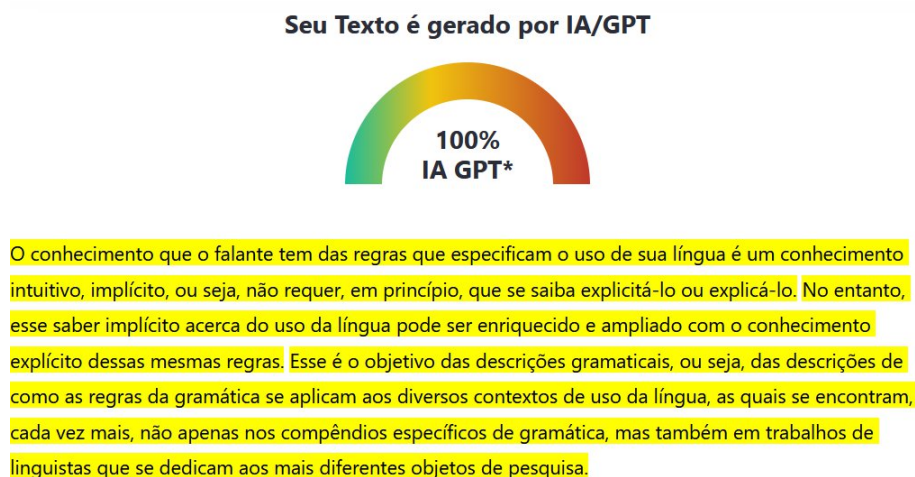 Seu Texto é gerado por IA/GPT
100%
IA GPT*
O conhecimento que o falante tem das regras que especificam o uso de sua língua é um conhecimento
intuitivo, implícito, ou seja, não requer, em princípio, que se saiba explicitá-lo ou explicá-lo. No entanto,
esse saber implícito acerca do uso da língua pode ser enriquecido e ampliado com o conhecimento
explícito dessas mesmas regras. Esse é o objetivo das descrições gramaticais, ou seja, das descrições de
como as regras da gramática se aplicam aos diversos contextos de uso da língua, as quais se encontram,
cada vez mais, não apenas nos compêndios específicos de gramática, mas também em trabalhos de
linguistas que se dedicam aos mais diferentes objetos de pesquisa.